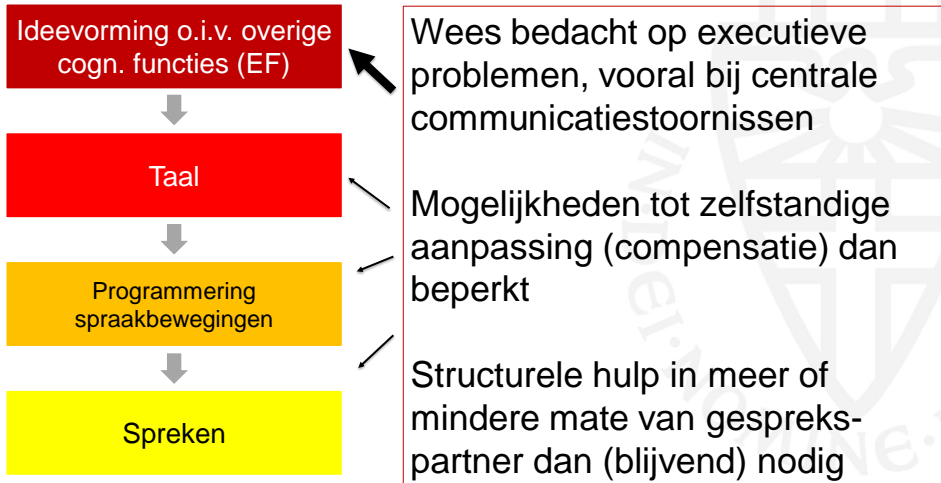 Ideevorming o.i.v. overige
cogn. functies (EF)
Taal
Programmering
spraakbewegingen
Spreken
Wees bedacht op executieve
problemen, vooral bij centrale
communicatiestoornissen
Mogelijkheden tot zelfstandige
aanpassing (compensatie) dan
beperkt
Structurele hulp in meer of
mindere mate van gespreks-
partner dan (blijvend) nodig